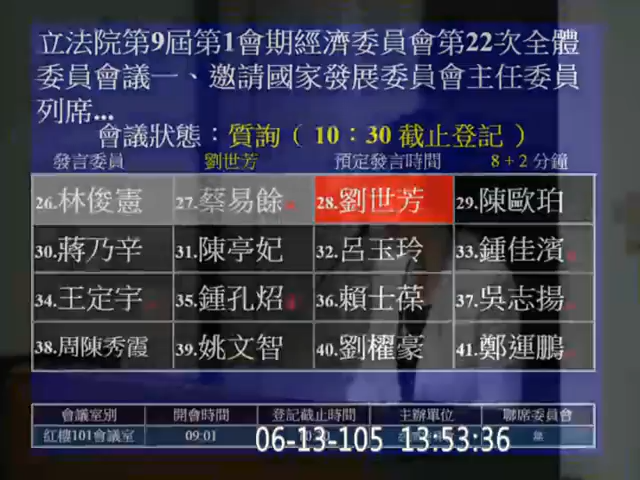 立法院第9屆第1會期經濟委員會第22次全體
委員會議一、邀請國家發展委員會主任委員
列席...
會議狀態：質詢（ 10：30 截止登記 ）
發言委員 劉世芳 預定發言時間 8 + 2 分鐘
26.林俊憲 27.蔡易餘 28.劉世芳 29.陳歐珀
30.蔣乃辛 31.陳亭妃 32.呂玉玲 33.鍾佳濱
34.王定宇 35.鍾孔炤 36.賴士葆 37.吳志揚
38.周陳秀霞 39.姚文智 40.劉櫂豪 41.鄭運鵬
會議室別 開會時間 登記截止時間 主辦單位 聯席委員會
紅樓101會議室 09:01 無
06-13-105 13:53:36